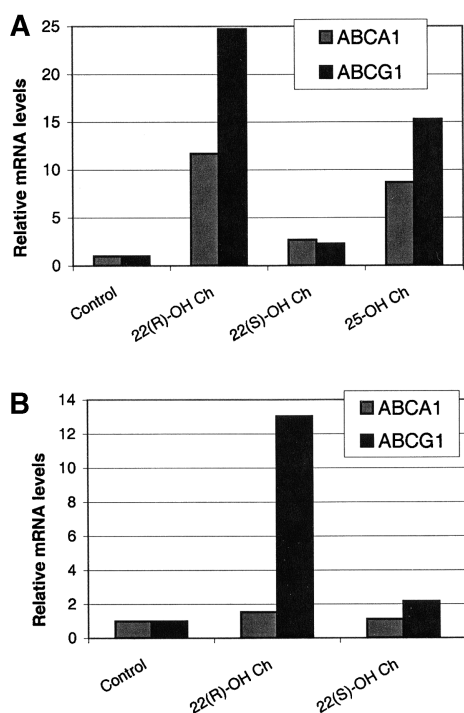 A
Relative mRNA levels
25
20
15
10
5
0
ABCA1
ABCG1
Control
22(R)-OH Ch
22(S)-OH Ch
25-OH Ch
B
Relative mRNA levels
14
12
10
8
6
4
2
0
ABCA1
ABCG1
Control
22(R)-OH Ch
22(S)-OH Ch